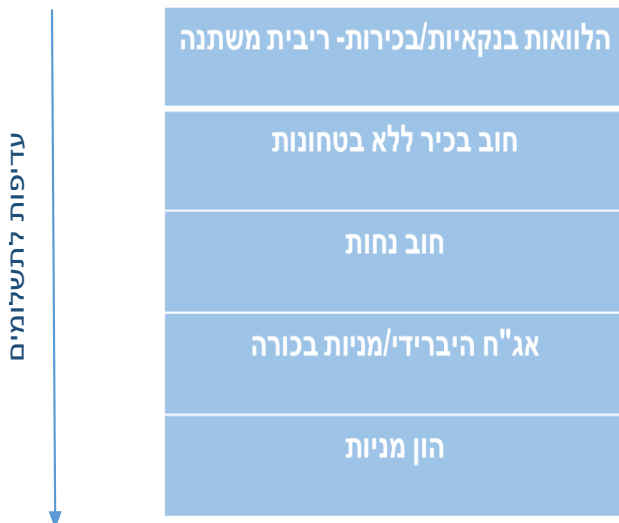 הלוואות בנקאיות/בכירות- ריבית משתנה
חוב בכיר ללא בטחונות
חוב נחות
אג"ח היברידי/מניות בכורה
הון מניות
עדיפות לתשלומים